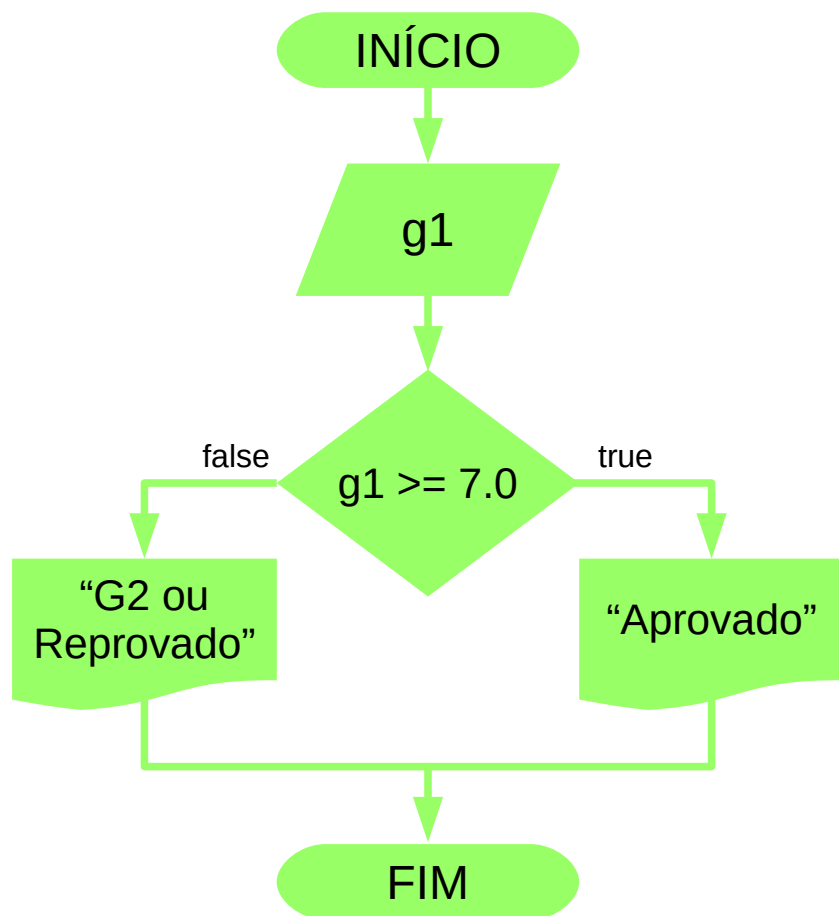 INÍCIO
g1
g1 >= 7.0
false
true
“G2 ou
Reprovado”
“Aprovado”
FIM